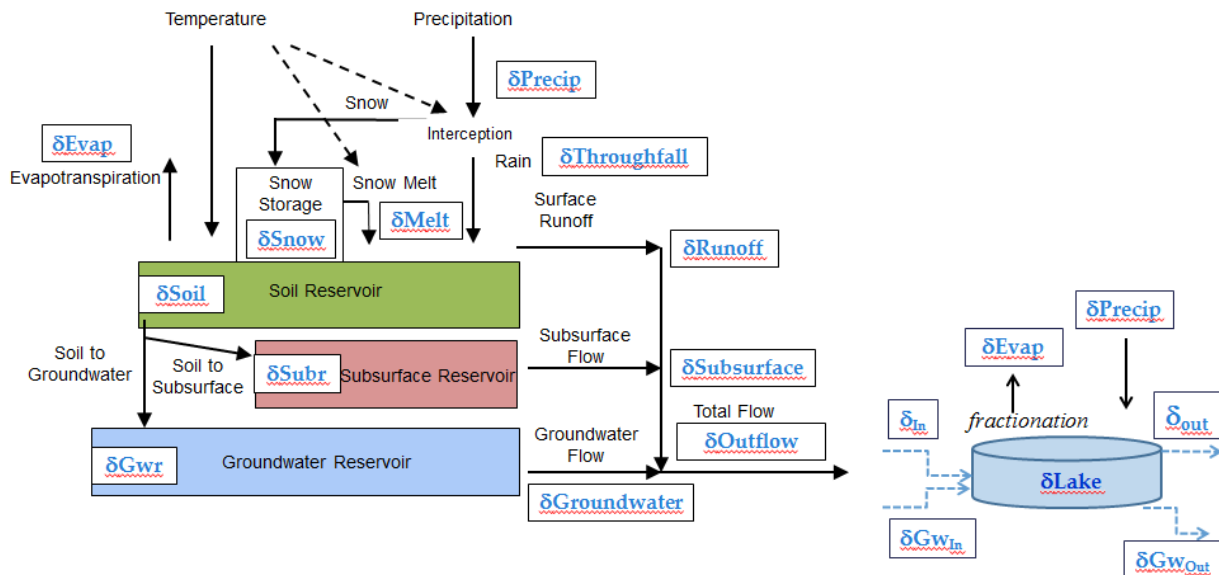 Temperature
Precipitation
δPrecip
Snow
Interception
δEvap
Evapotranspiration
Rain
δThroughfall
Snow
Storage
Snow Melt
δSnow
δMelt
Surface
Runoff
δRunoff
δSoil
Soil Reservoir
Soil to
Groundwater
Soil to
Subsurface
δSubr
Subsurface Reservoir
Subsurface
Flow
δSubsurface
δGwr
Groundwater Reservoir
Groundwater
Flow
δGroundwater
Total Flow
δOutflow
δPrecip
δEvap
δIn
fractionation
δout
δLake
δGwIn
δGwOut